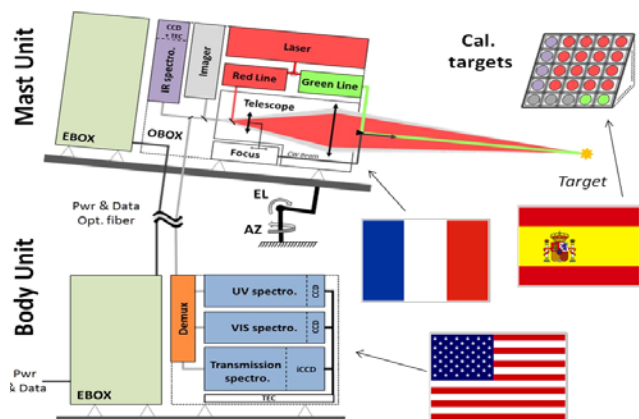 Mast Unit
EBOX
CCD
+ TEC
IR spectro.
Imager
OBOX
Laser
Red Line
Green Line
Telescope
Focus
CW Beam
Cal.
targets
Target
Pwr & Data
Opt. fiber
EL
AZ
Body Unit
EBOX
Pwr
& Data
Demux
UV spectro.
CCD
VIS spectro.
CCD
Transmission
spectro.
iCCD
TEC